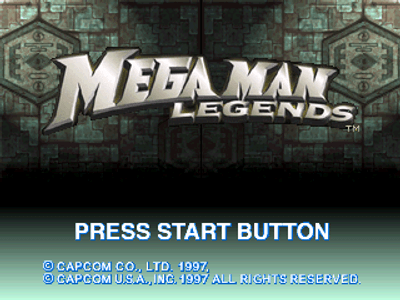 MEGA MAN
LEGENDS
™
PRESS START BUTTON
© CAPCOM CO., LTD. 1997,
© CAPCOM U.S.A., INC. 1997 ALL RIGHTS RESERVED.